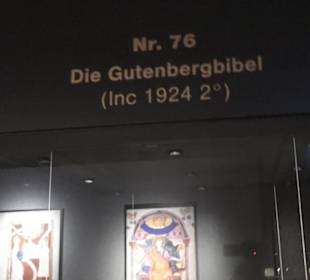 Nr. 76
Die Gutenbergbibel
(Inc 1924 2°)